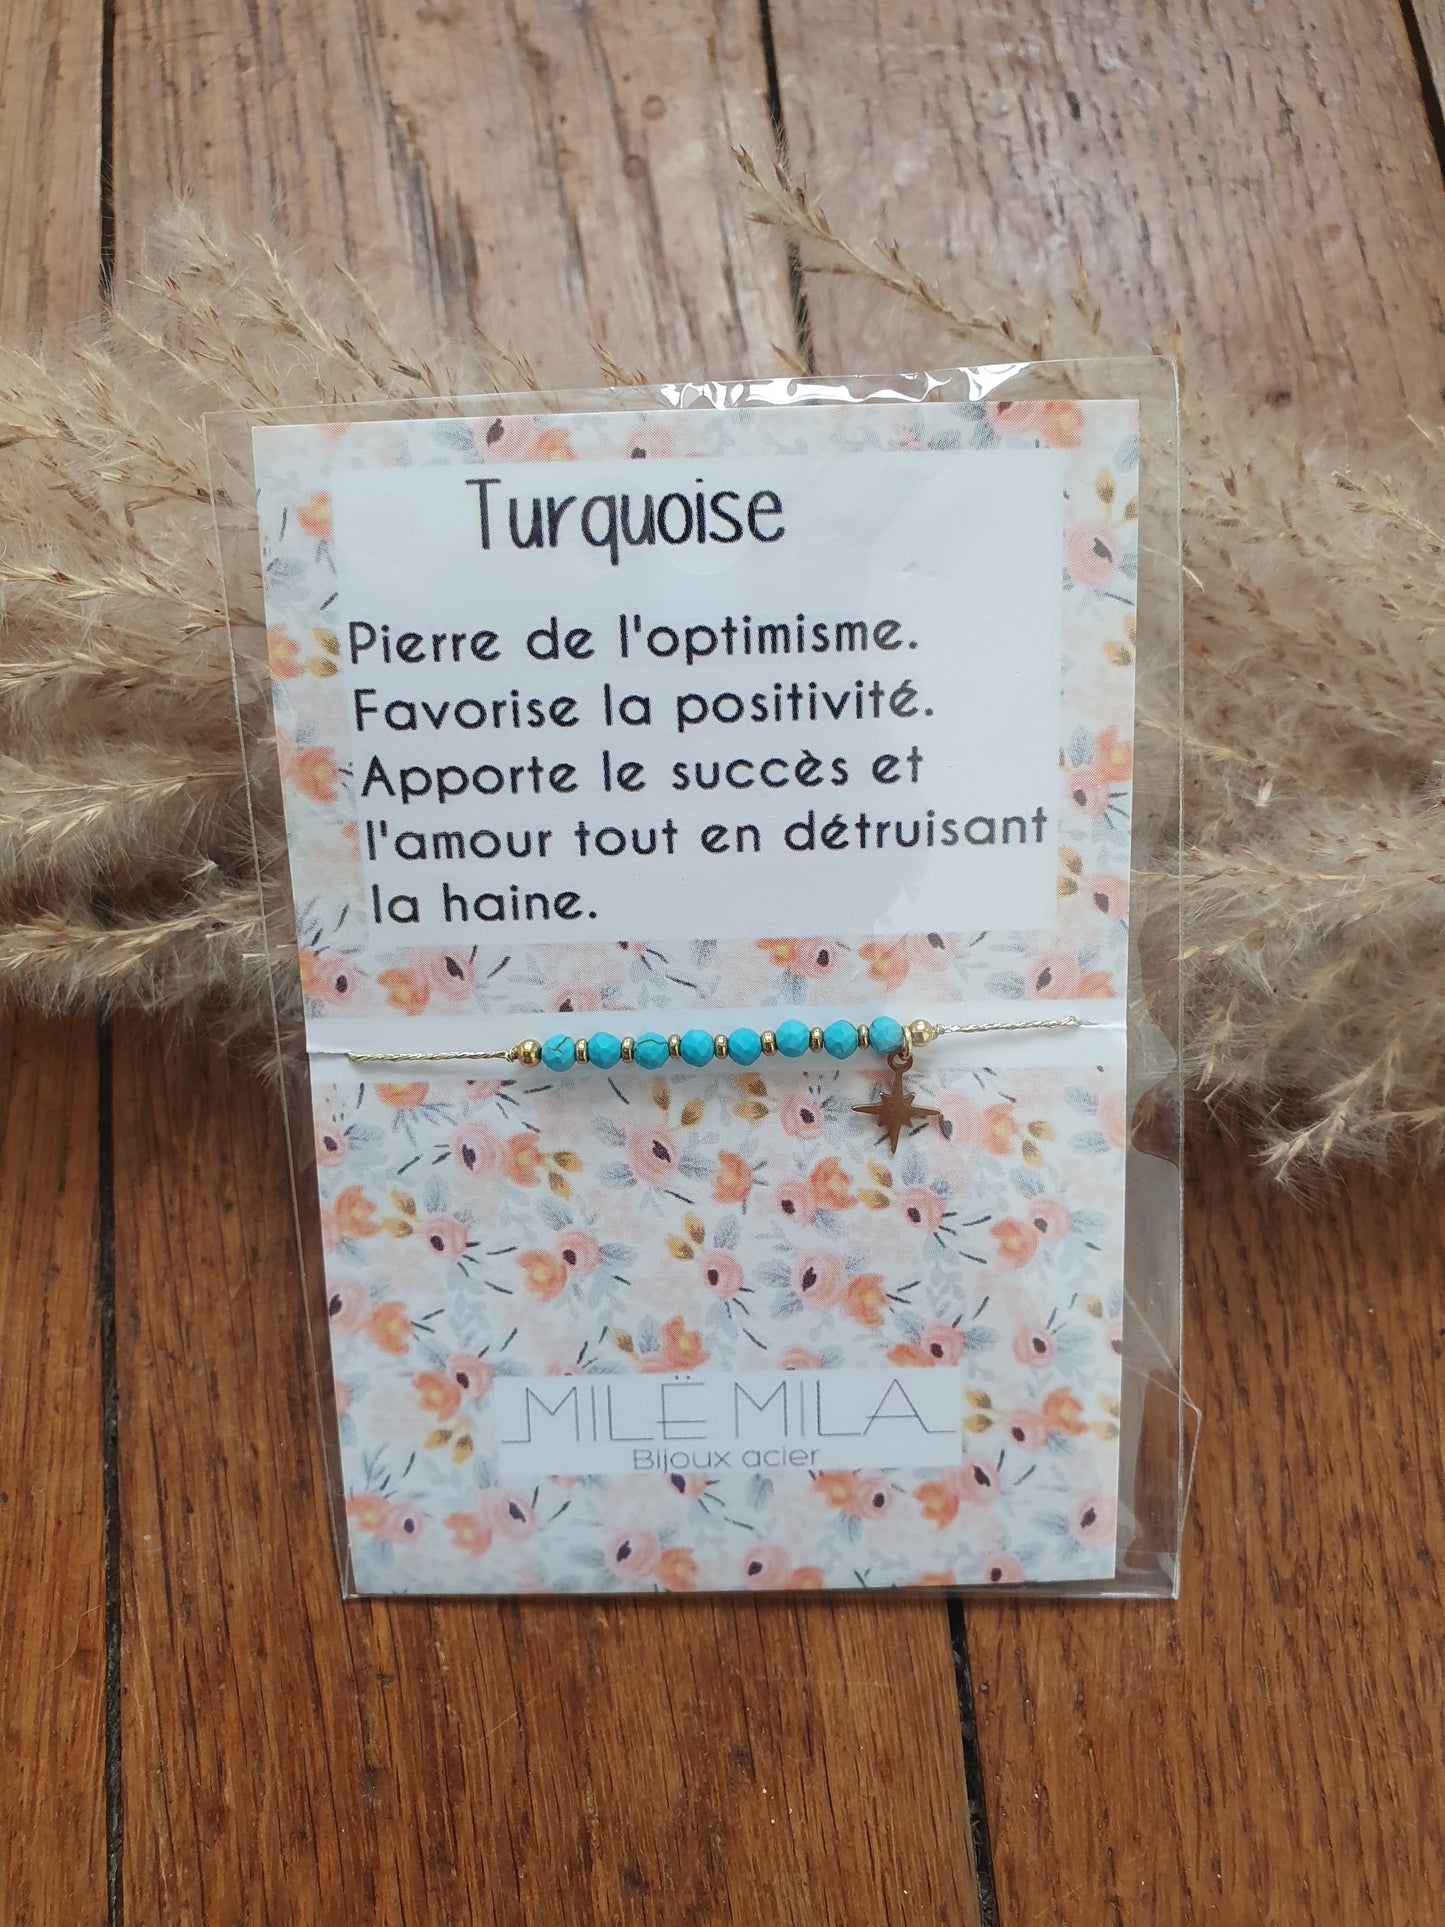 Turquoise
Pierre de l'optimisme.
Favorise la positivité.
Apporte le succès et
l'amour tout en détruisant
la haine.
MILË MILA
Bijoux acier